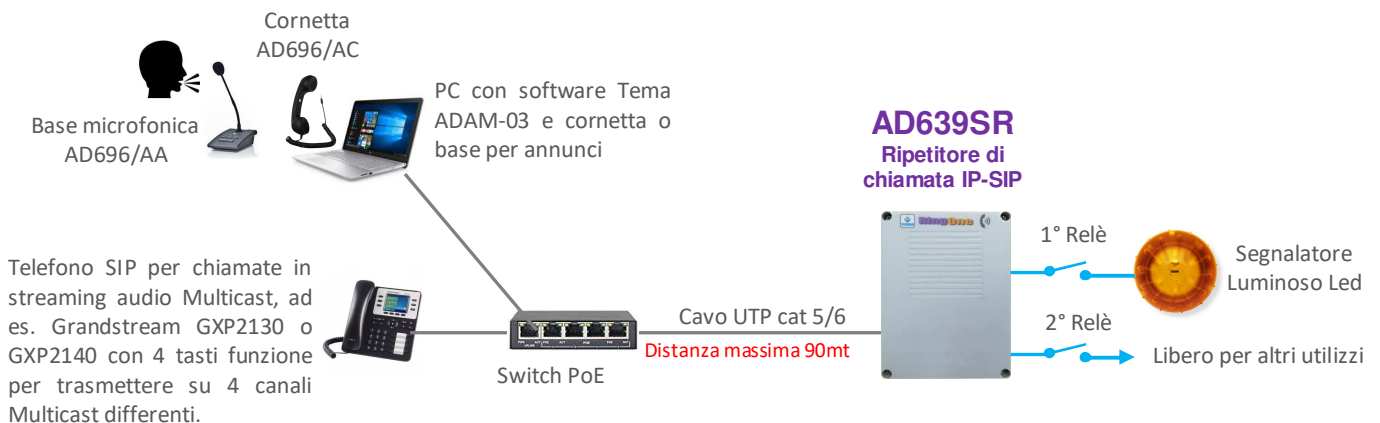 Cornetta
AD696/AC
Base microfonica
AD696/AA
PC con software Tema
ADAM-03 e cornetta o
base per annunci
Telefono SIP per chiamate in
streaming audio Multicast, ad
es. Grandstream GXP2130 o
GXP2140 con 4 tasti funzione
per trasmettere su 4 canali
Multicast differenti.
Switch PoE
Cavo UTP cat 5/6
Distanza massima 90mt
AD639SR
Ripetitore di
chiamata IP-SIP
RingOne
1° Relè
Segnalatore
Luminoso Led
2° Relè
Libero per altri utilizzi